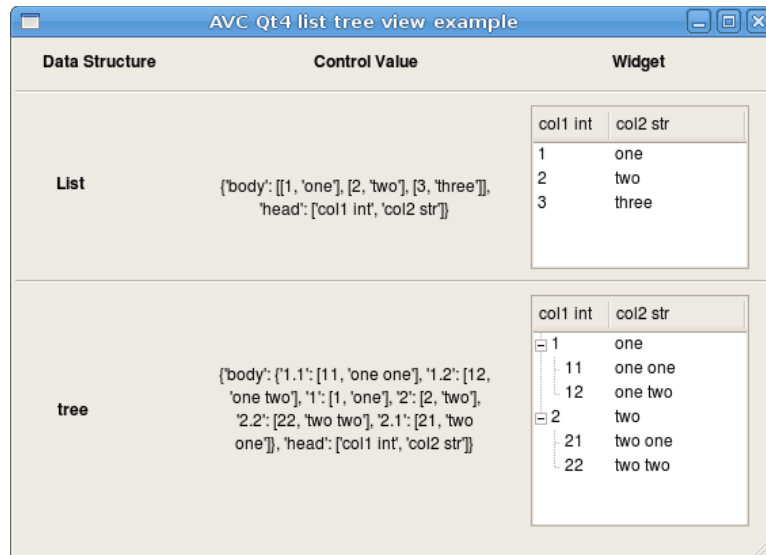 AVC Qt4 list tree view example
Data Structure Control Value Widget
List
{'body': [[1, 'one'], [2, 'two'], [3, 'three']],
'head': ['col1 int', 'col2 str']}
col1 int col2 str
1 one
2 two
3 three
tree
{'body': {'1.1': [11, 'one one'], '1.2': [12,
'one two'], '1': [1, 'one'], '2': [2, 'two'],
'2.2': [22, 'two two'], '2.1': [21, 'two
one']}, 'head': ['col1 int', 'col2 str']}
col1 int col2 str
1 one
11 one one
12 one two
2 two
21 two one
22 two two